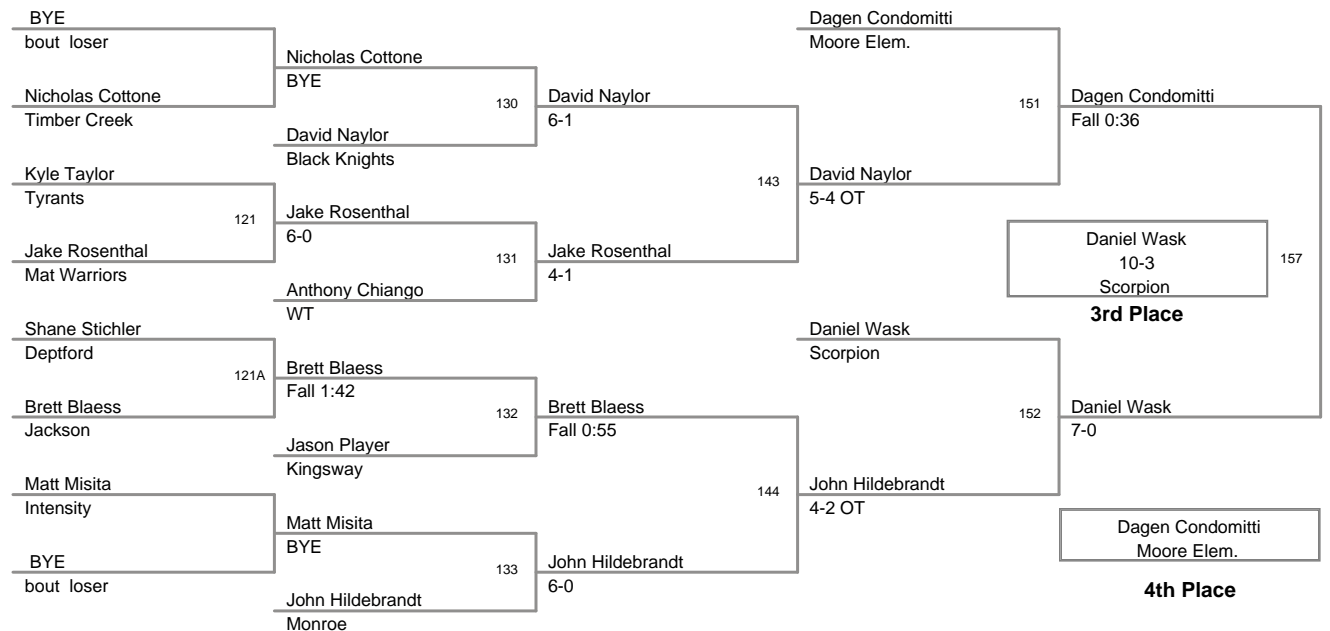 BYE
bout loser
Nicholas Cottone
Timber Creek
Kyle Taylor
Tyrants
121
Jake Rosenthal
Mat Warriors
Shane Stichler
Deptford
121A
Brett Blaess
Jackson
Matt Misita
Intensity
BYE
bout loser
Nicholas Cottone
BYE
130
David Naylor
Black Knights
Jake Rosenthal
6-0
131
Anthony Chiango
WT
Brett Blaess
Fall 1:42
132
Jason Player
Kingsway
Matt Misita
BYE
133
John Hildebrandt
Monroe
David Naylor
6-1
143
Jake Rosenthal
4-1
Brett Blaess
Fall 0:55
144
John Hildebrandt
6-0
Dagen Condomitti
Moore Elem.
151
David Naylor
5-4 OT
Daniel Wask
Scorpion
152
John Hildebrandt
4-2 OT
Dagen Condomitti
Fall 0:36
Daniel Wask
10-3
Scorpion
157
3rd Place
Daniel Wask
7-0
Dagen Condomitti
Moore Elem.
4th Place